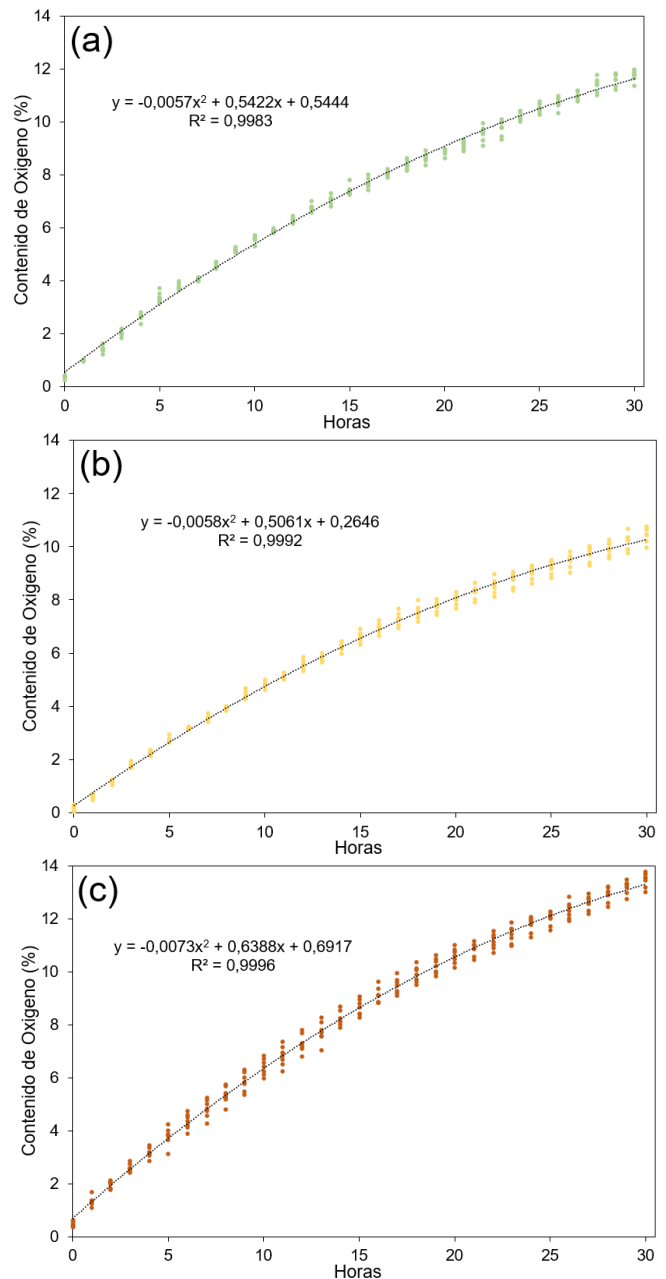 (a)
y = -0,0057x² + 0,5422x + 0,5444
R² = 0,9983
Contenido de Oxigeno (%)
14
12
10
8
6
4
2
0
0 5 10 15 20 25 30
Horas
(b)
y = -0,0058x² + 0,5061x + 0,2646
R² = 0,9992
Contenido de Oxigeno (%)
14
12
10
8
6
4
2
0
0 5 10 15 20 25 30
Horas
(c)
y = -0,0073x² + 0,6388x + 0,6917
R² = 0,9996
Contenido de Oxigeno (%)
14
12
10
8
6
4
2
0
0 5 10 15 20 25 30
Horas